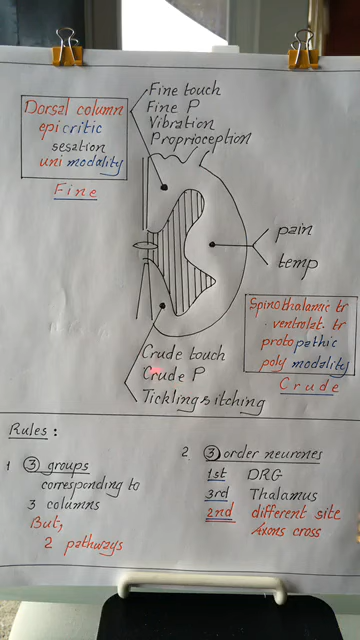 Fine touch
Fine P
Vibration
Proprioception
Dorsal column
epicritic
sesation
uni modality
Fine
pain
temp
Spinothalamic tr
ventrolat. tr
protopathic
poly modality
Crude
Crude touch
Crude P
Tickling & itching
Rules:
1 ③ groups
corresponding to
3 columns
But,
2 pathways
2. ③ order neurones
1st DRG
3rd Thalamus
2nd different site
Axons cross